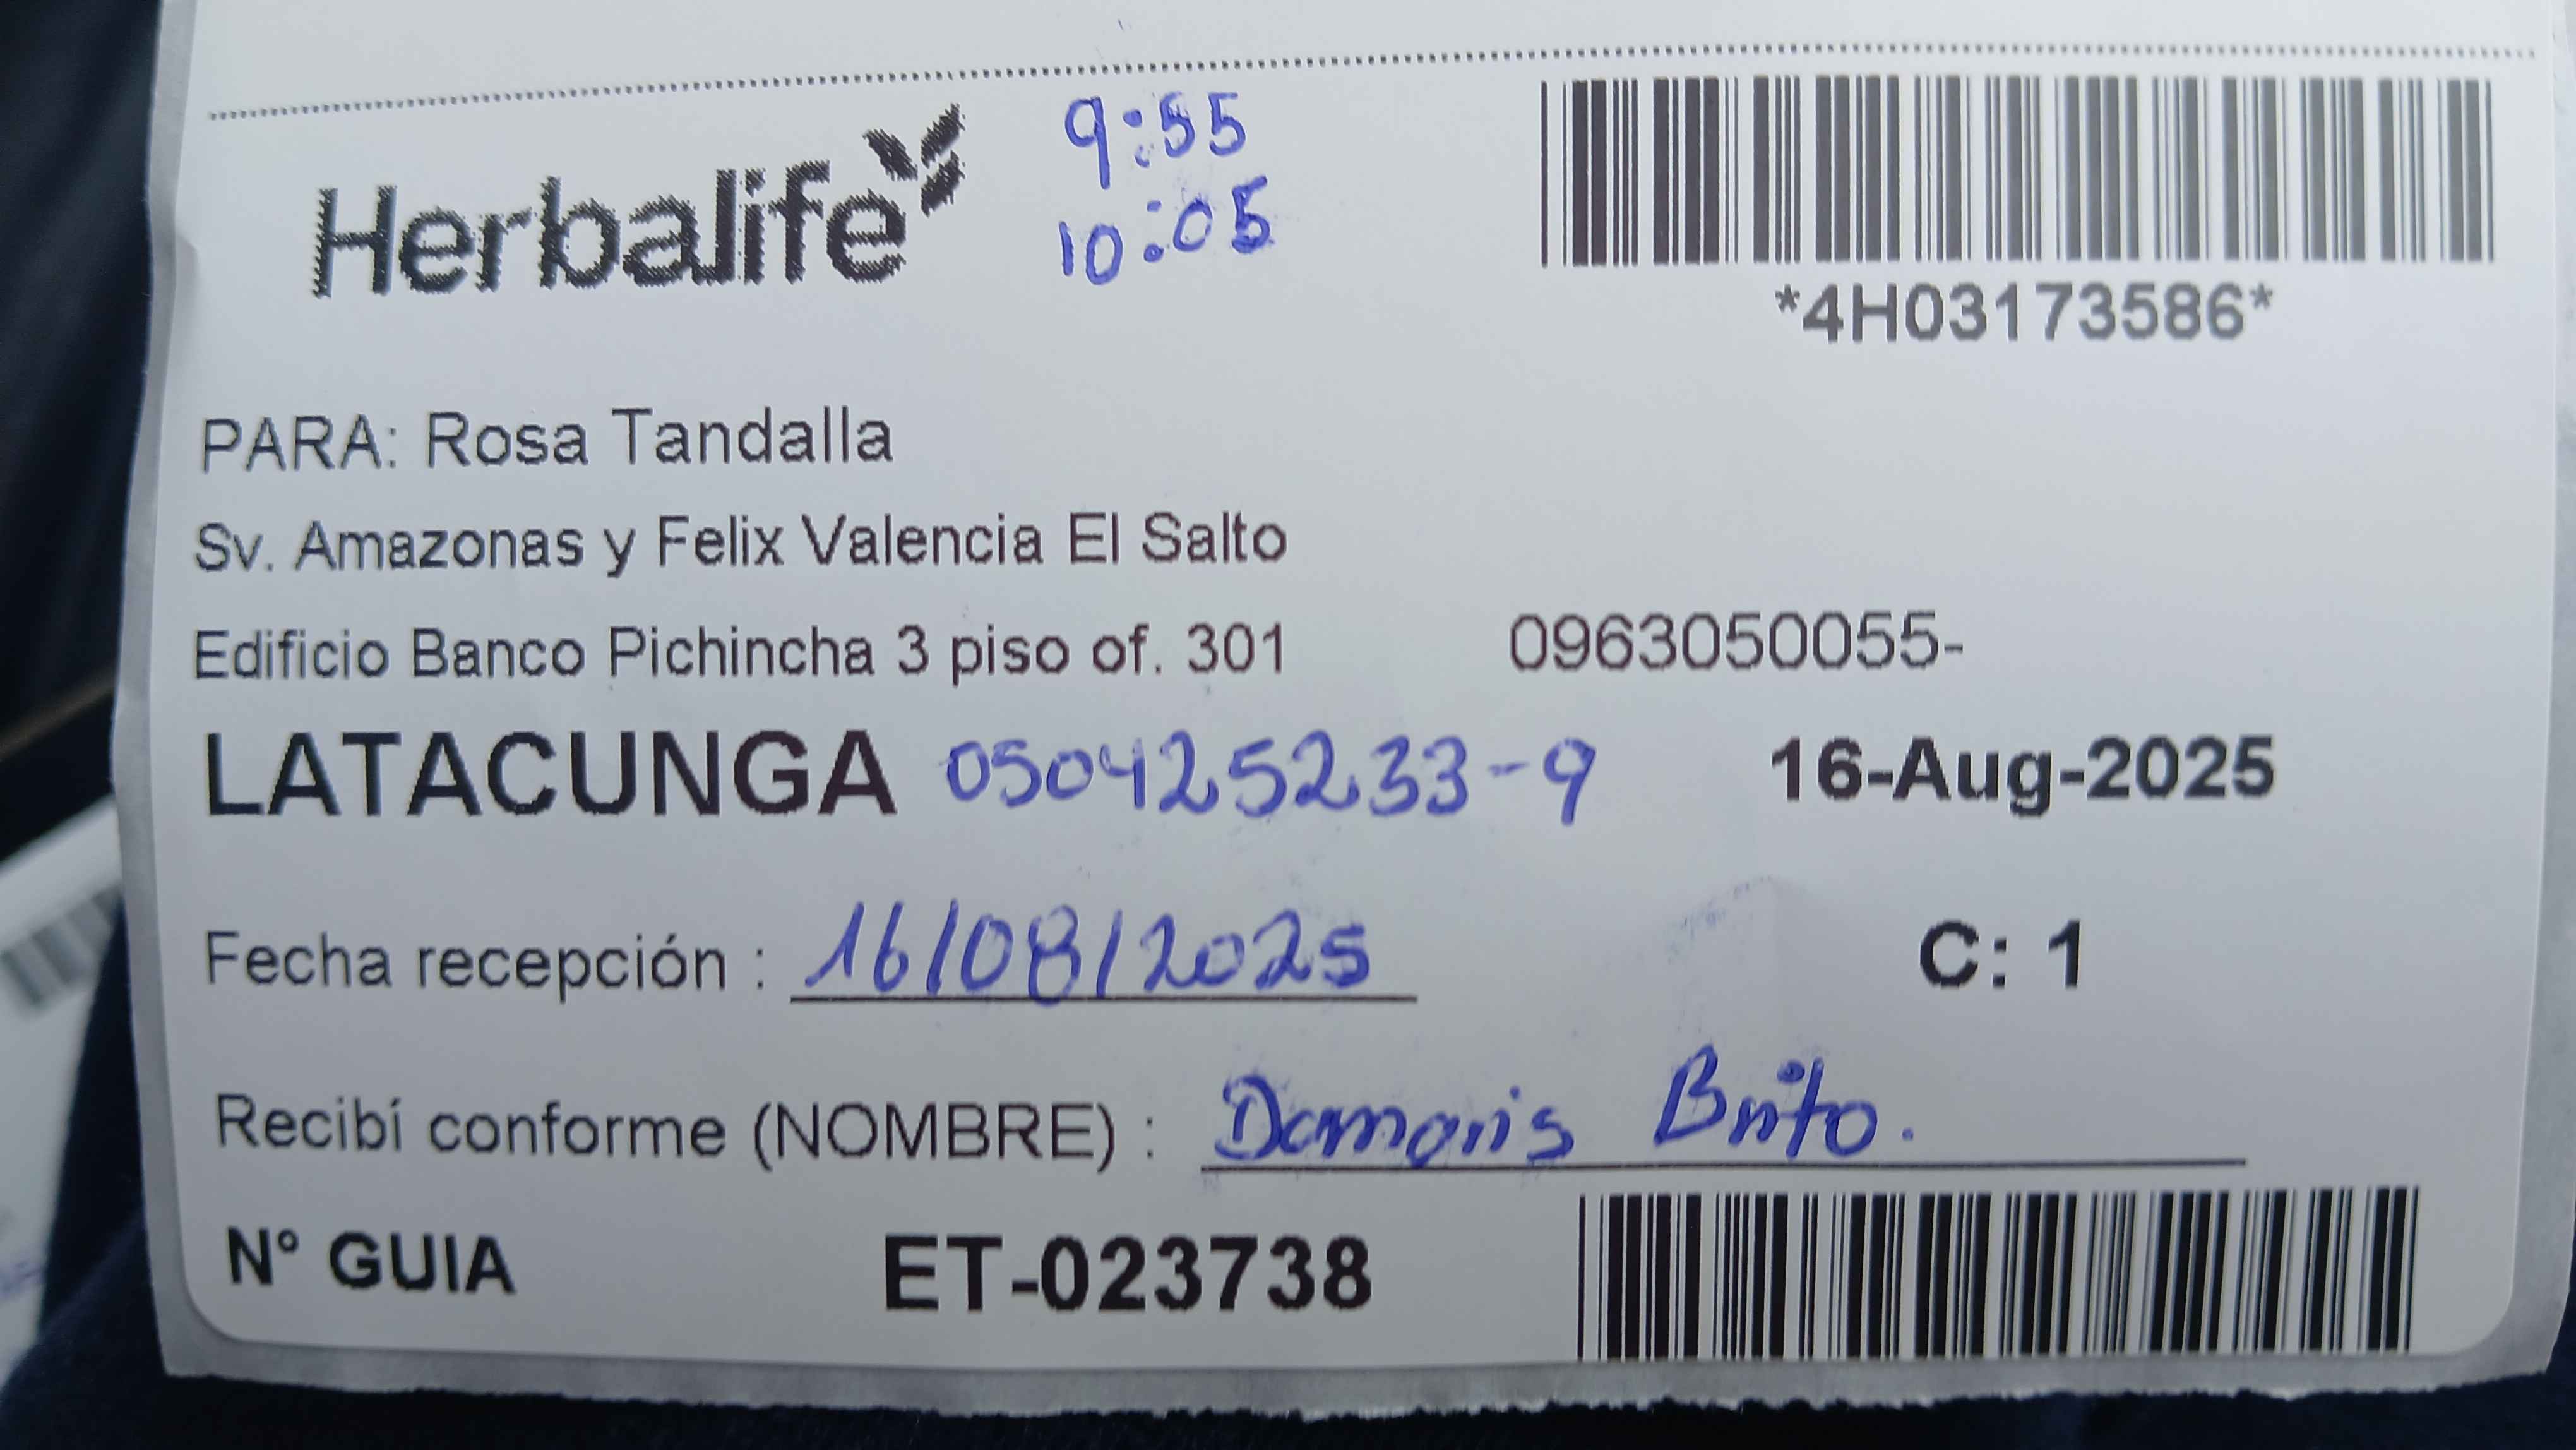 Herbalife
9:55
10:05
*4H03173586*
PARA: Rosa Tandalla
Sv. Amazonas y Felix Valencia El Salto
Edificio Banco Pichincha 3 piso of. 301 0963050055-
LATACUNGA 050425233-9 16-Aug-2025
Fecha recepción : 16/08/2025 C: 1
Recibí conforme (NOMBRE) : Damaris Brito.
N° GUIA ET-023738